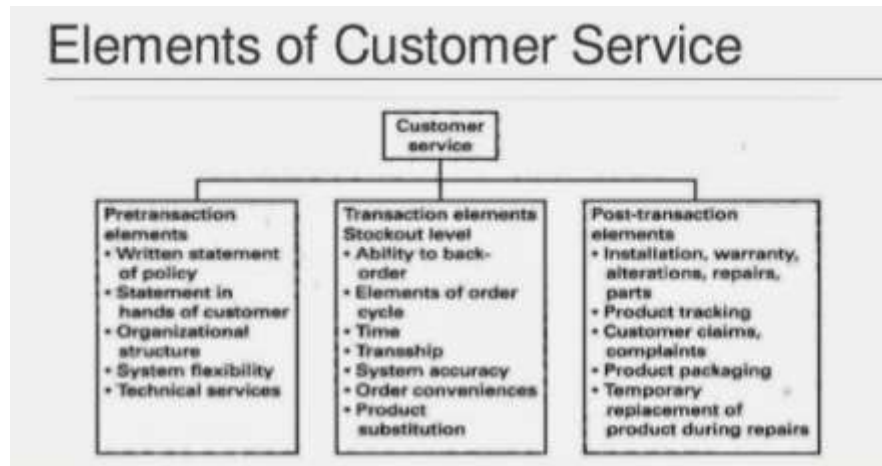 Elements of Customer Service
Customer
service
Pretransaction
elements
• Written statement
of policy
• Statement in
hands of customer
• Organizational
structure
• System flexibility
• Technical services
Transaction elements
Stockout level
• Ability to back-
order
• Elements of order
cycle
• Time
• Transship
• System accuracy
• Order conveniences
• Product
substitution
Post-transaction
elements
• Installation, warranty,
alterations, repairs,
parts
• Product tracking
• Customer claims,
complaints
• Product packaging
• Temporary
replacement of
product during repairs